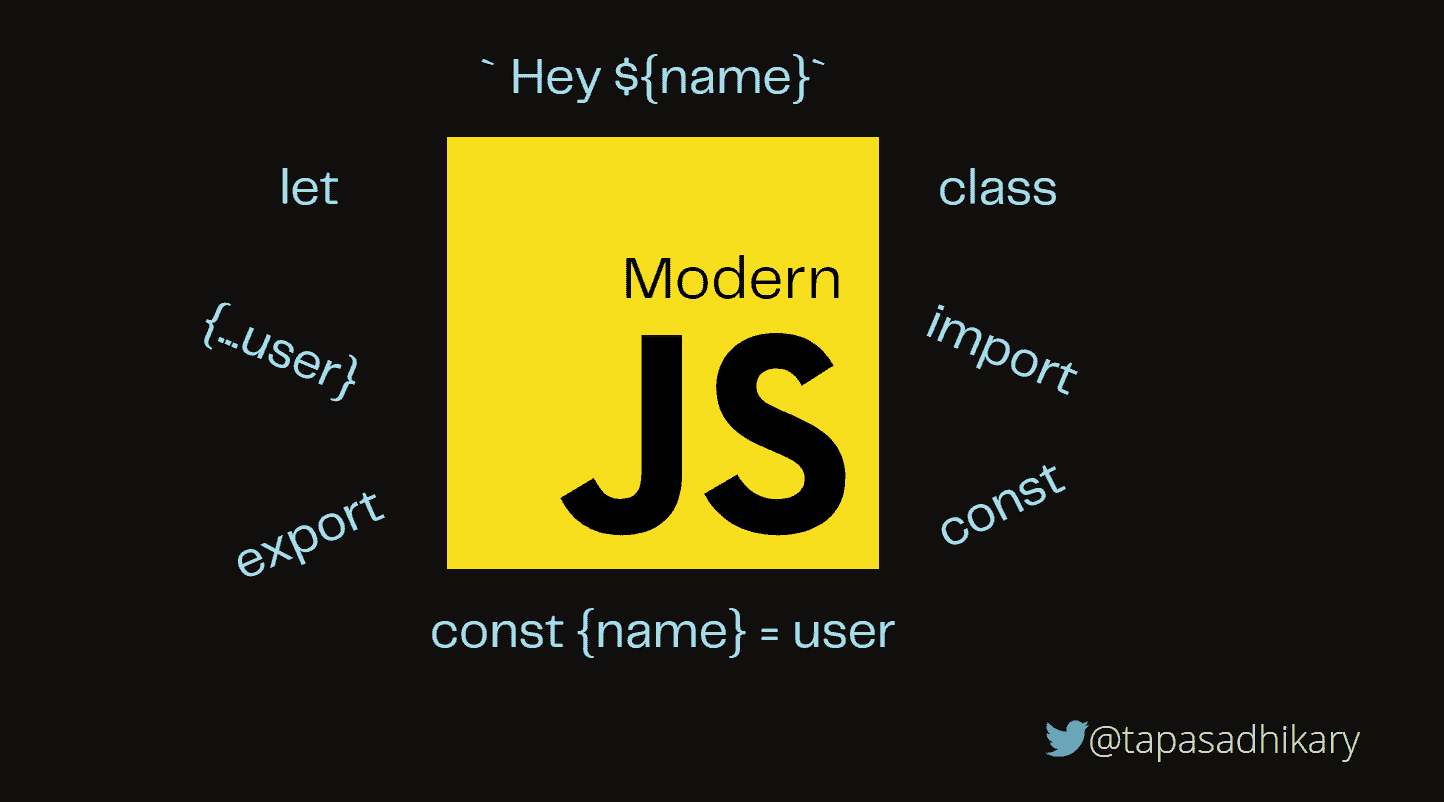 ` Hey ${name}`
let
class
Modern
{...user}
import
JS
export
const
const {name} = user
@tapasadhikary